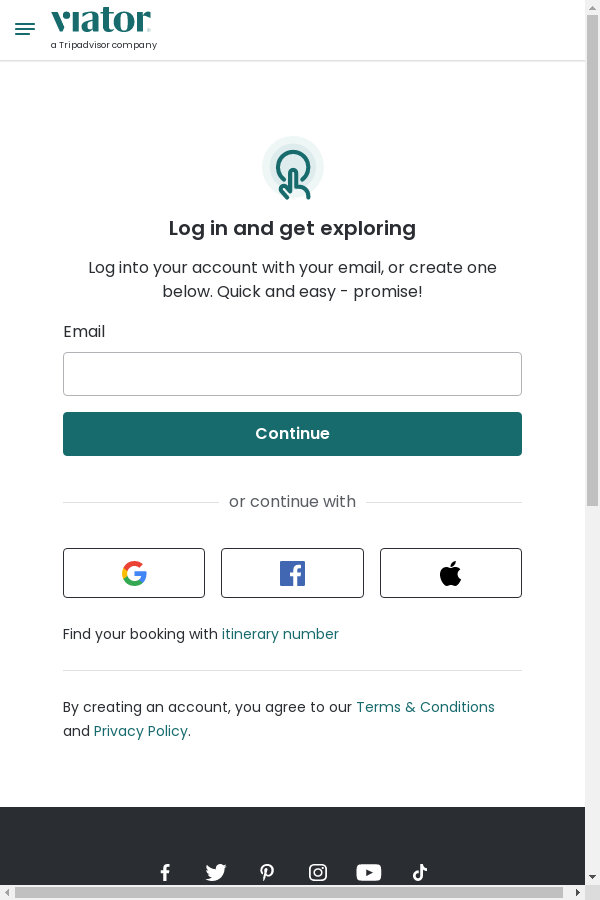 viator
a Tripadvisor company
Log in and get exploring
Log into your account with your email, or create one
below. Quick and easy - promise!
Email
Continue
or continue with
Find your booking with itinerary number
By creating an account, you agree to our Terms & Conditions
and Privacy Policy.